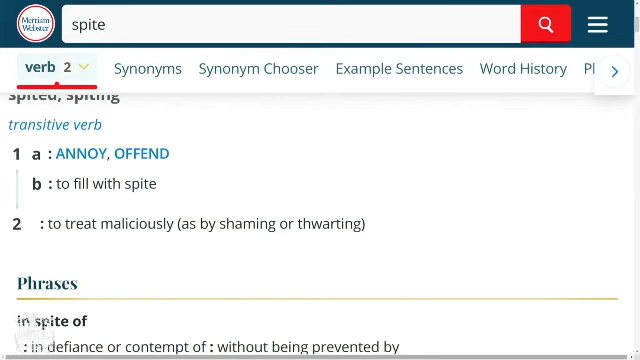 Merriam
Webster
spite
verb 2
Synonyms
Synonym Chooser
Example Sentences
Word History
spited; spiting
transitive verb
1 a : ANNOY, OFFEND
b : to fill with spite
2 : to treat maliciously (as by shaming or thwarting)
Phrases
in spite of
: in defiance or contempt of : without being prevented by